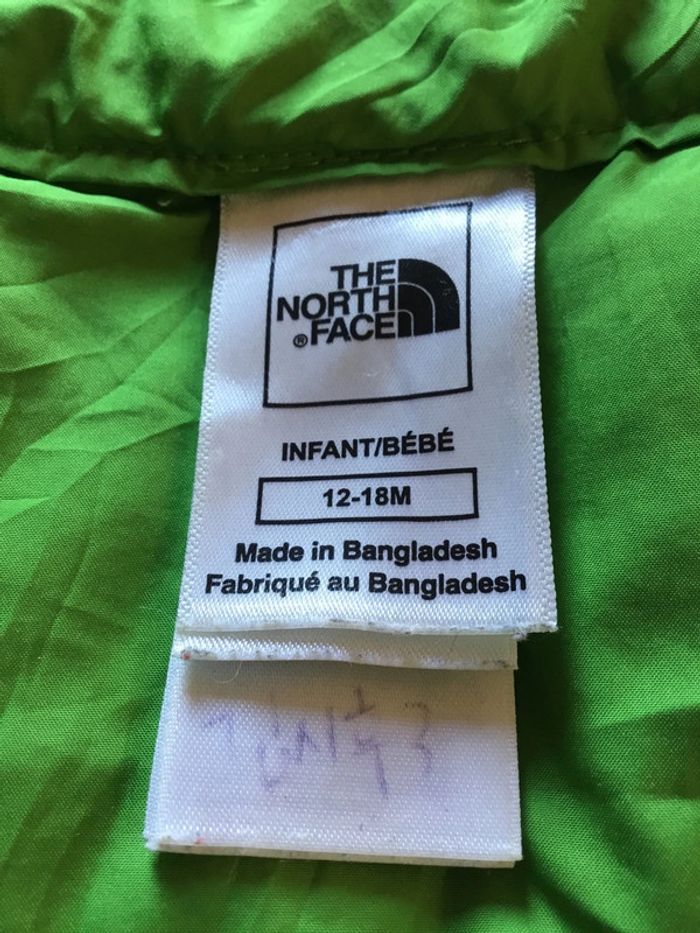 THE
NORTH
®FACE
INFANT/BÉBÉ
12-18M
Made in Bangladesh
Fabriqué au Bangladesh